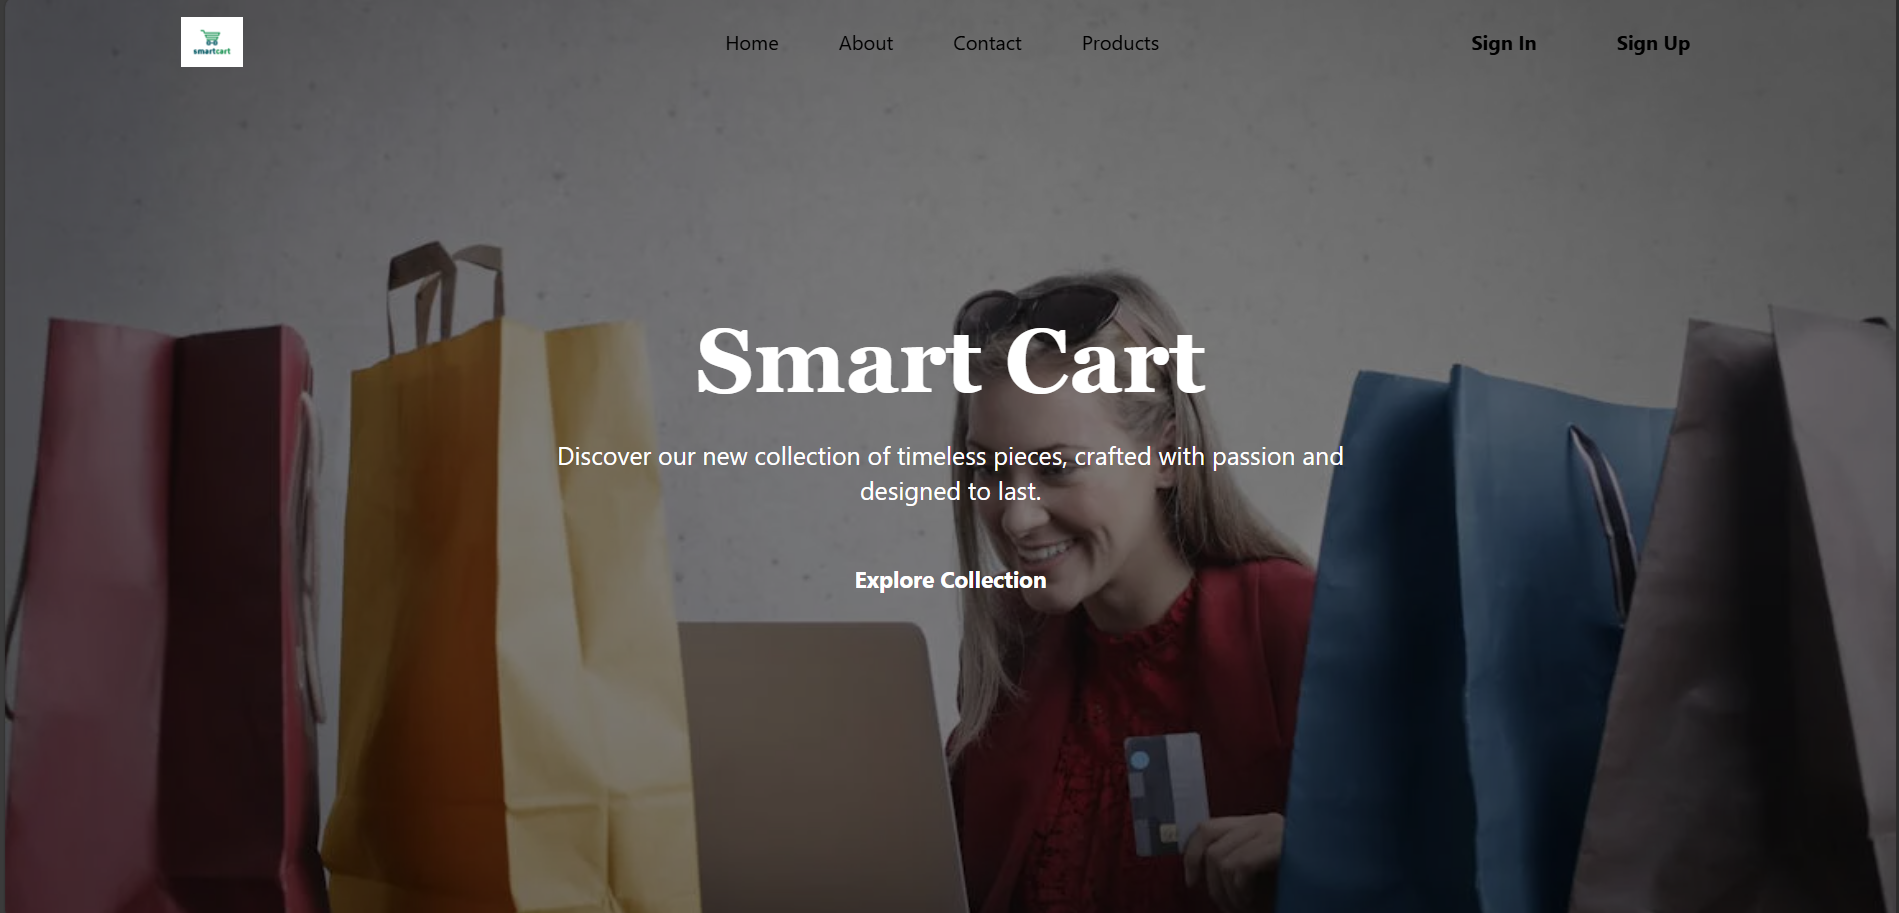 smartcart
Home
About
Contact
Products
Sign In
Sign Up
Smart Cart
Discover our new collection of timeless pieces, crafted with passion and
designed to last.
Explore Collection